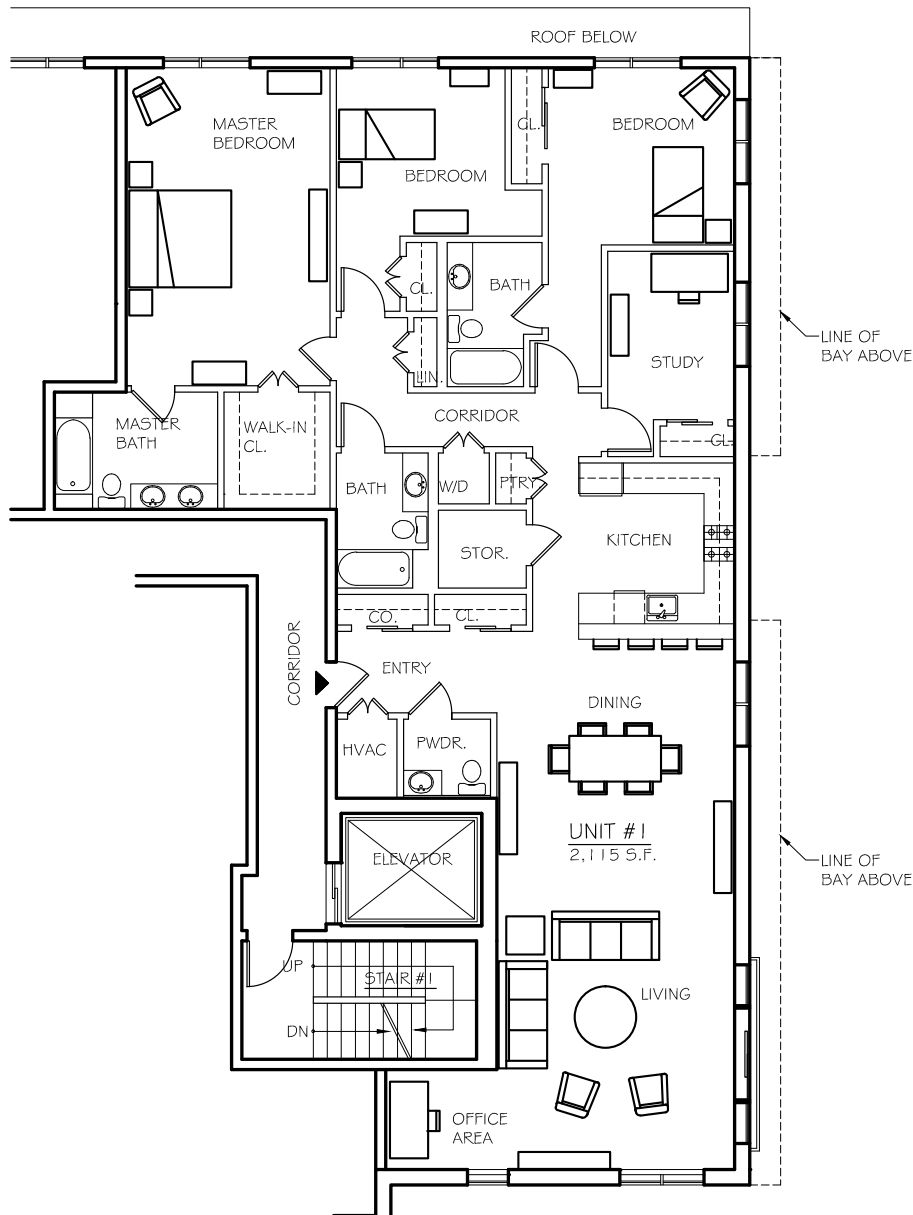 ROOF BELOW
MASTER
BEDROOM
CL.
BEDROOM
BEDROOM
CL.
BATH
LINE OF
BAY ABOVE
STUDY
LIN.
CORRIDOR
MASTER
BATH
WALK-IN
CL.
CL.
BATH
W/D
PTRY
KITCHEN
STOR.
CO.
CL.
CORRIDOR
ENTRY
DINING
HVAC
PWDR.
UNIT #1
2,115 S.F.
ELEVATOR
LINE OF
BAY ABOVE
UP
STAIR #1
LIVING
DN
OFFICE
AREA